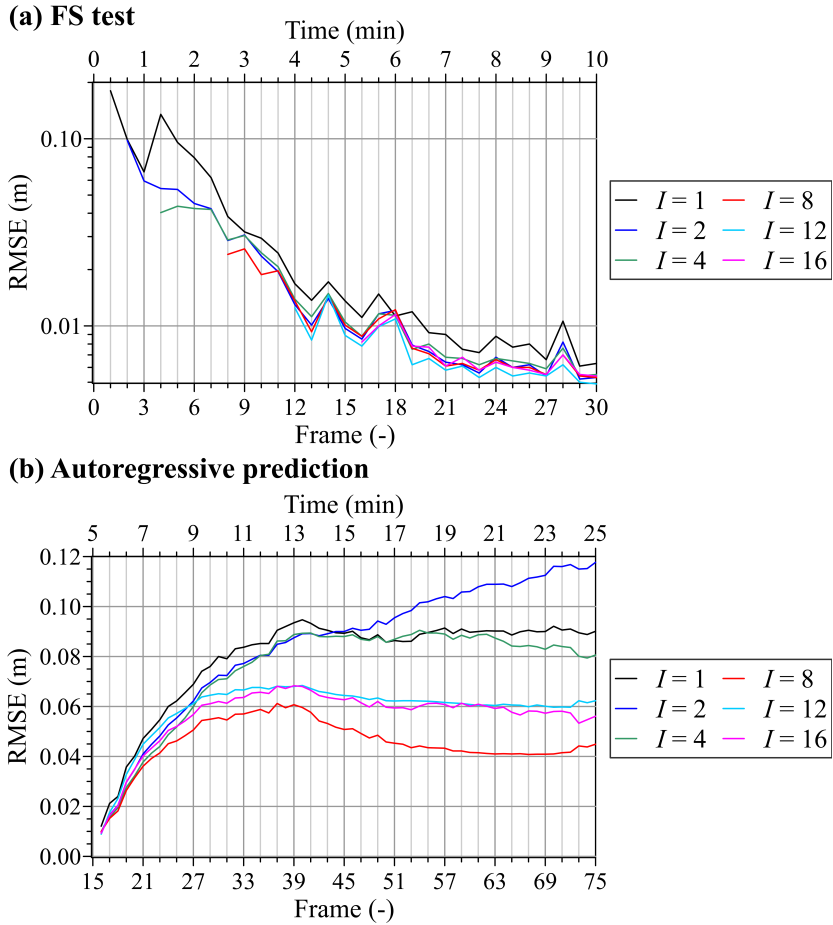 (a) FS test
Time (min)
0 1 2 3 4 5 6 7 8 9 10
0.10
0.01
RMSE (m)
0 3 6 9 12 15 18 21 24 27 30
Frame (-)
I = 1 I = 8
I = 2 I = 12
I = 4 I = 16
(b) Autoregressive prediction
Time (min)
5 7 9 11 13 15 17 19 21 23 25
0.12
0.10
0.08
0.06
0.04
0.02
0.00
RMSE (m)
15 21 27 33 39 45 51 57 63 69 75
Frame (-)
I = 1 I = 8
I = 2 I = 12
I = 4 I = 16